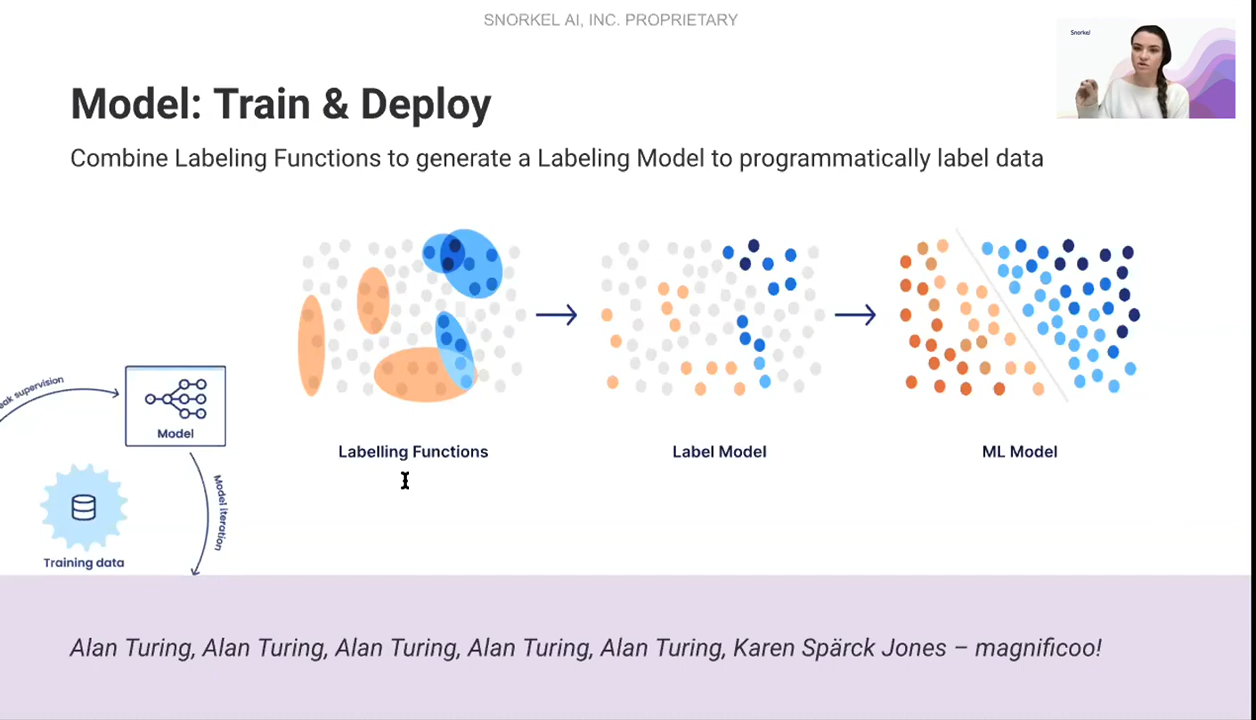 SNORKEL AI, INC. PROPRIETARY
Snorkel
Model: Train & Deploy
Combine Labeling Functions to generate a Labeling Model to programmatically label data
supervision
Model
Model iteration
Training data
Labelling Functions
Label Model
ML Model
Alan Turing, Alan Turing, Alan Turing, Alan Turing, Alan Turing, Karen Spärck Jones – magnificoo!